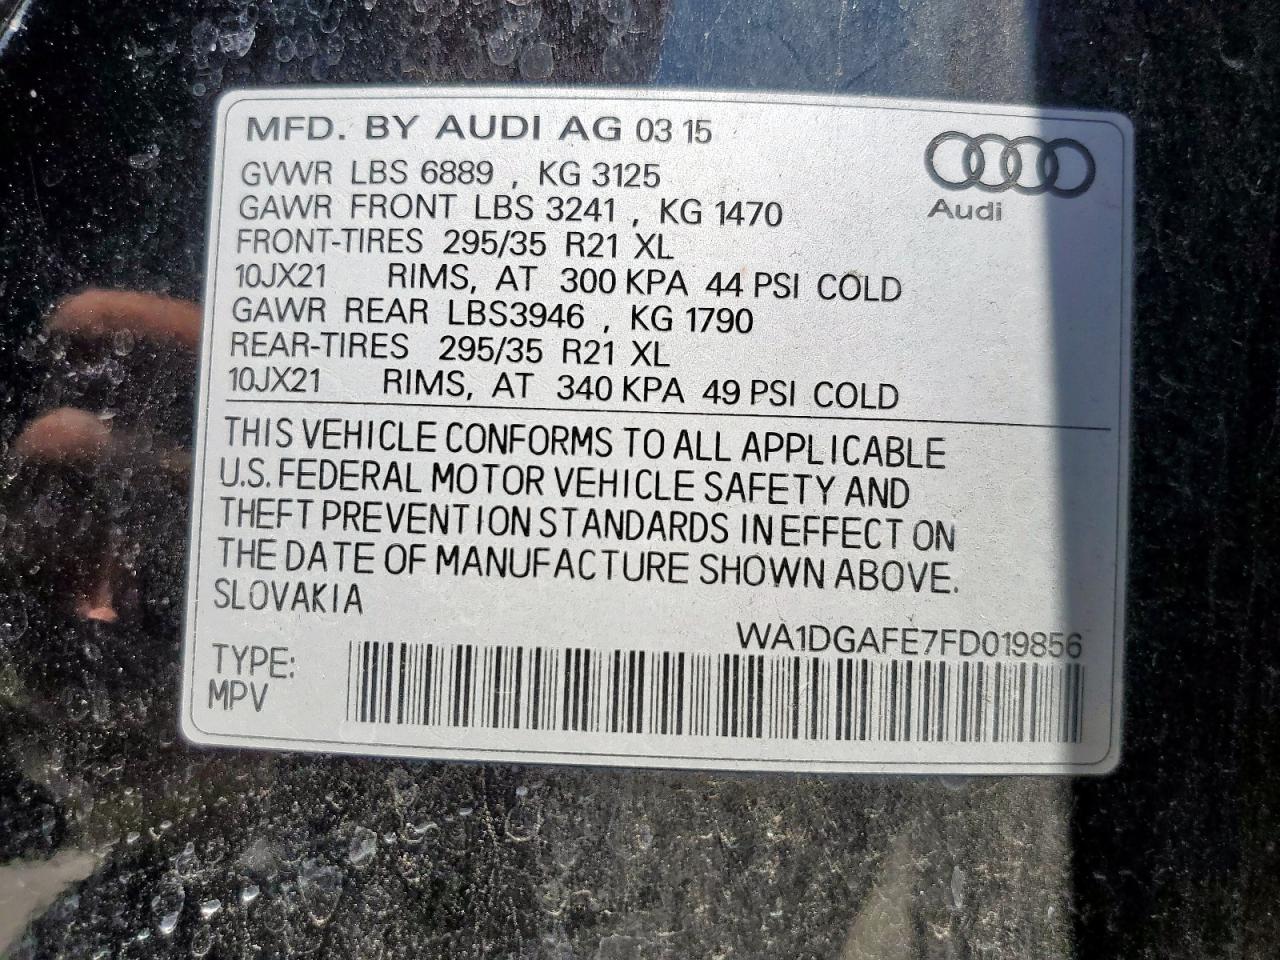 MFD. BY AUDI AG 03 15
GVWR LBS 6889 , KG 3125
GAWR FRONT LBS 3241 , KG 1470
Audi
FRONT-TIRES 295/35 R21 XL
10JX21 RIMS, AT 300 KPA 44 PSI COLD
GAWR REAR LBS3946 , KG 1790
REAR-TIRES 295/35 R21 XL
10JX21 RIMS, AT 340 KPA 49 PSI COLD
THIS VEHICLE CONFORMS TO ALL APPLICABLE
U.S. FEDERAL MOTOR VEHICLE SAFETY AND
THEFT PREVENTION STANDARDS IN EFFECT ON
THE DATE OF MANUFACTURE SHOWN ABOVE.
SLOVAKIA
WA1DGAFE7FD019856
TYPE:
MPV